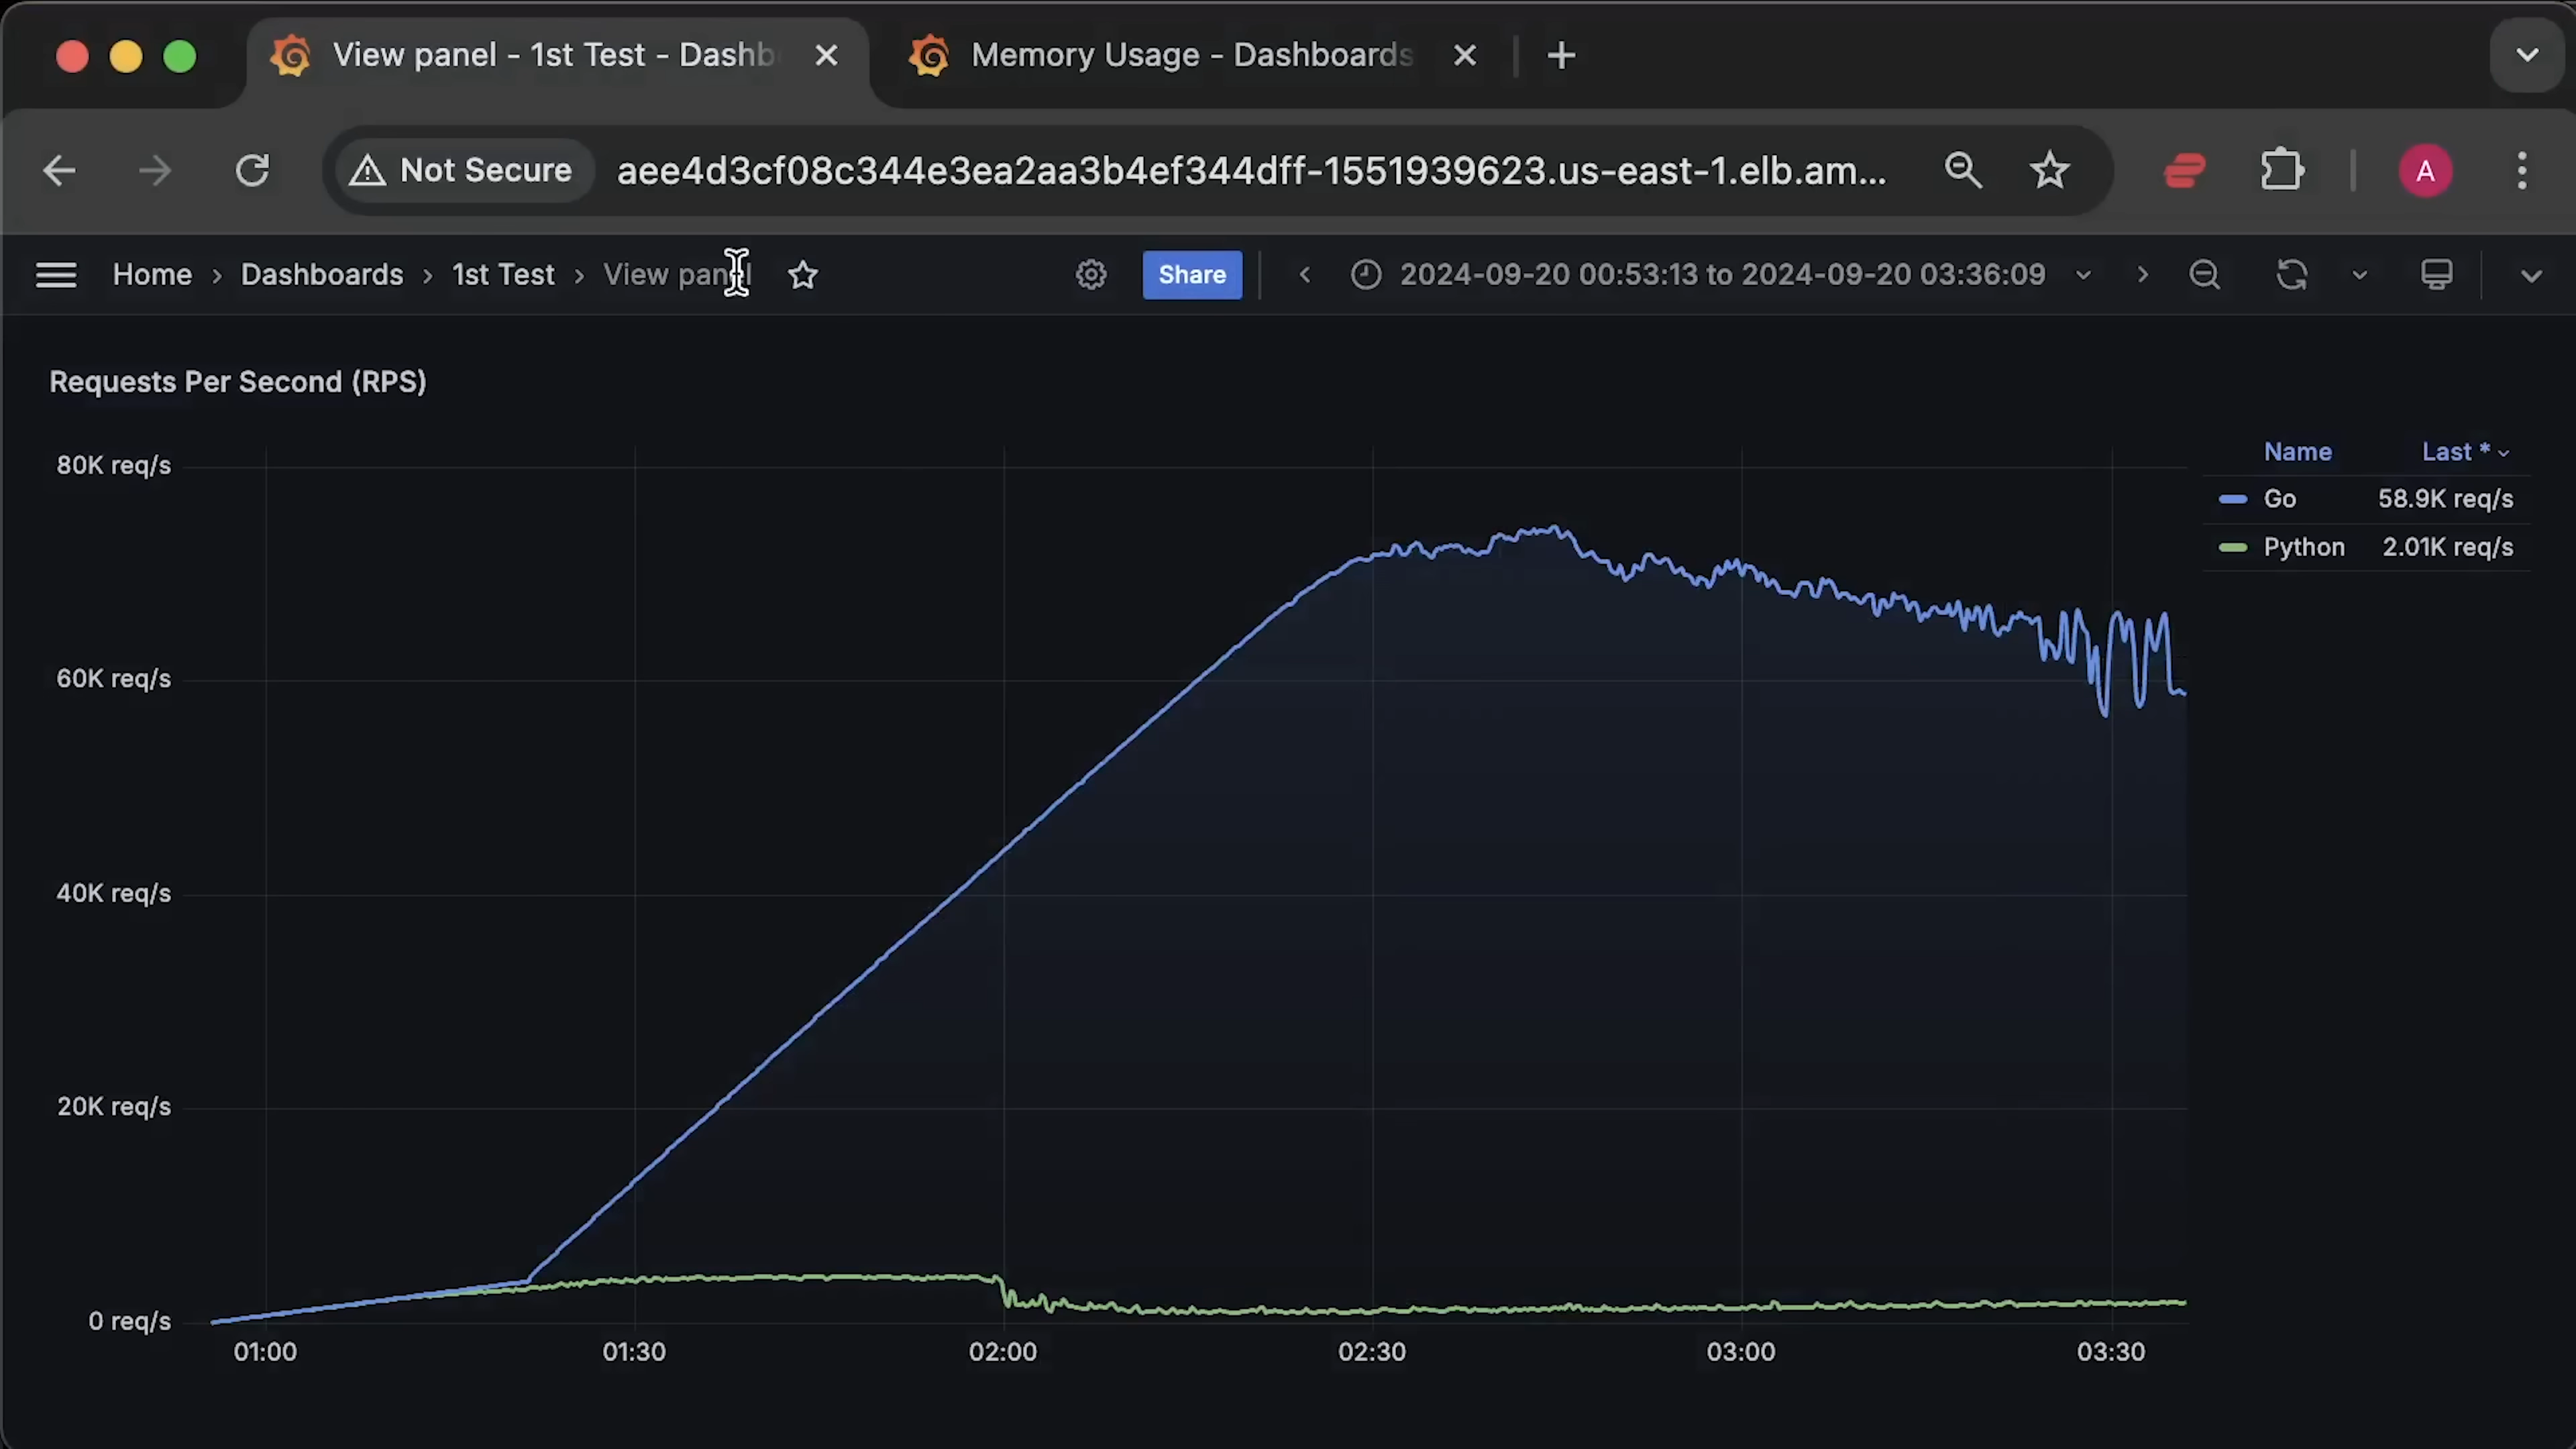 View panel - 1st Test - Dashb
Memory Usage - Dashboards
Not Secure
aee4d3cf08c344e3ea2aa3b4ef344dff-1551939623.us-east-1.elb.am...
A
Home › Dashboards › 1st Test › View panel
Share
2024-09-20 00:53:13 to 2024-09-20 03:36:09
Requests Per Second (RPS)
Name Last *
Go 58.9K req/s
Python 2.01K req/s
80K req/s
60K req/s
40K req/s
20K req/s
0 req/s
01:00 01:30 02:00 02:30 03:00 03:30